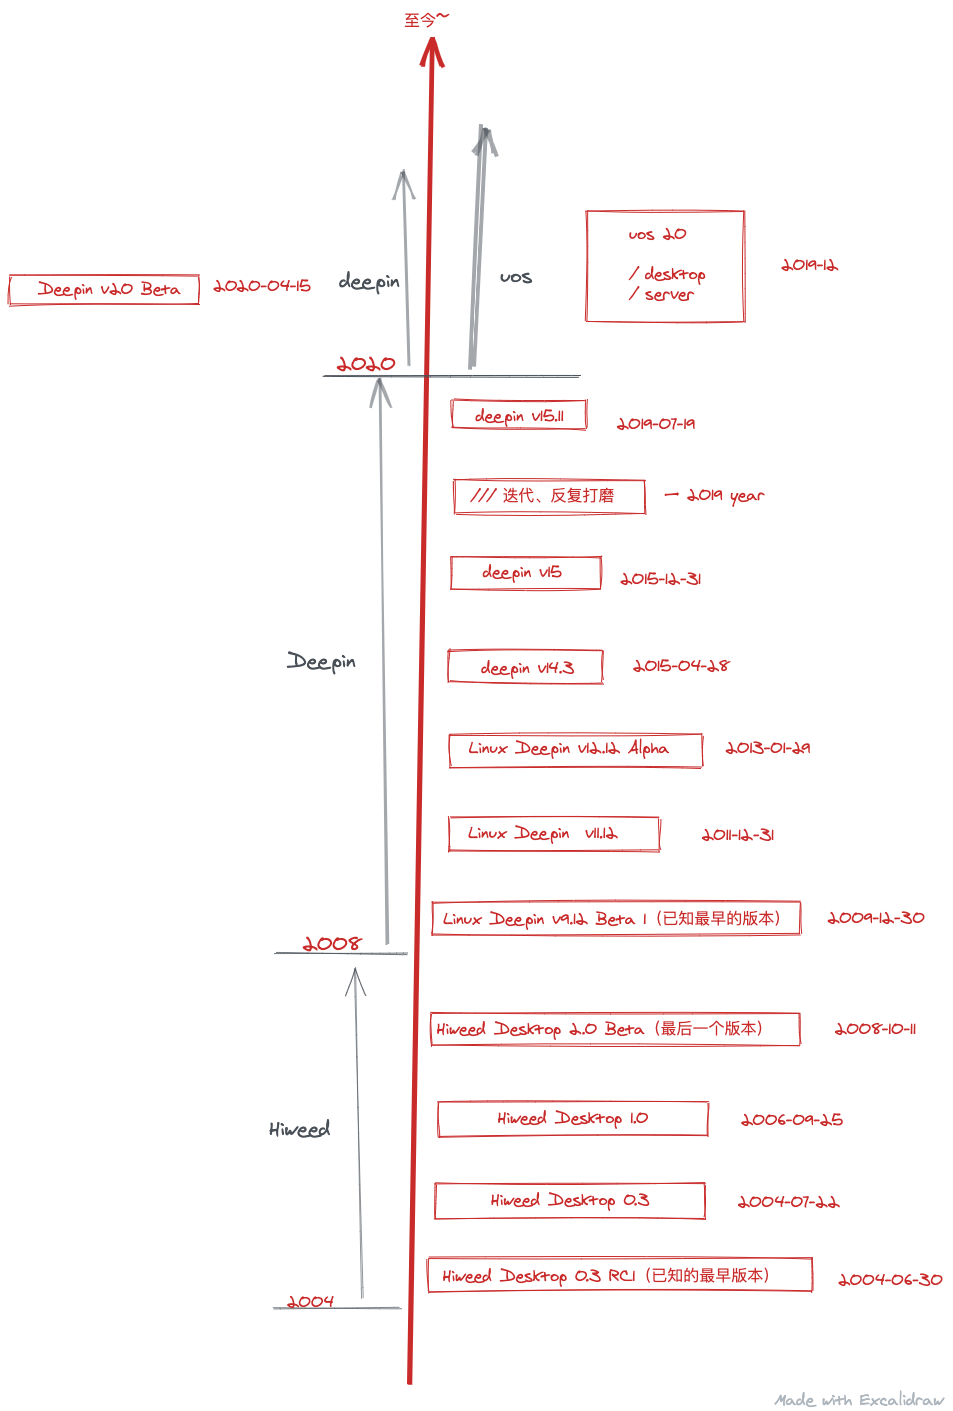 至今~
uos 20
/ desktop
/ server
2019-12
Deepin v20 Beta
2020-04-15
deepin
uos
2020
deepin v15.11
2019-07-19
/// 迭代、反复打磨
— 2019 year
deepin v15
2015-12-31
Deepin
deepin v14.3
2015-04-28
Linux Deepin v12.12 Alpha
2013-01-29
Linux Deepin v11.12
2011-12-31
Linux Deepin v9.12 Beta 1（已知最早的版本）
2009-12-30
2008
Hiweed Desktop 2.0 Beta（最后一个版本）
2008-10-11
Hiweed
Hiweed Desktop 1.0
2006-09-25
Hiweed Desktop 0.3
2004-07-22
Hiweed Desktop 0.3 RC1（已知的最早版本）
2004-06-30
2004
Made with Excalidraw